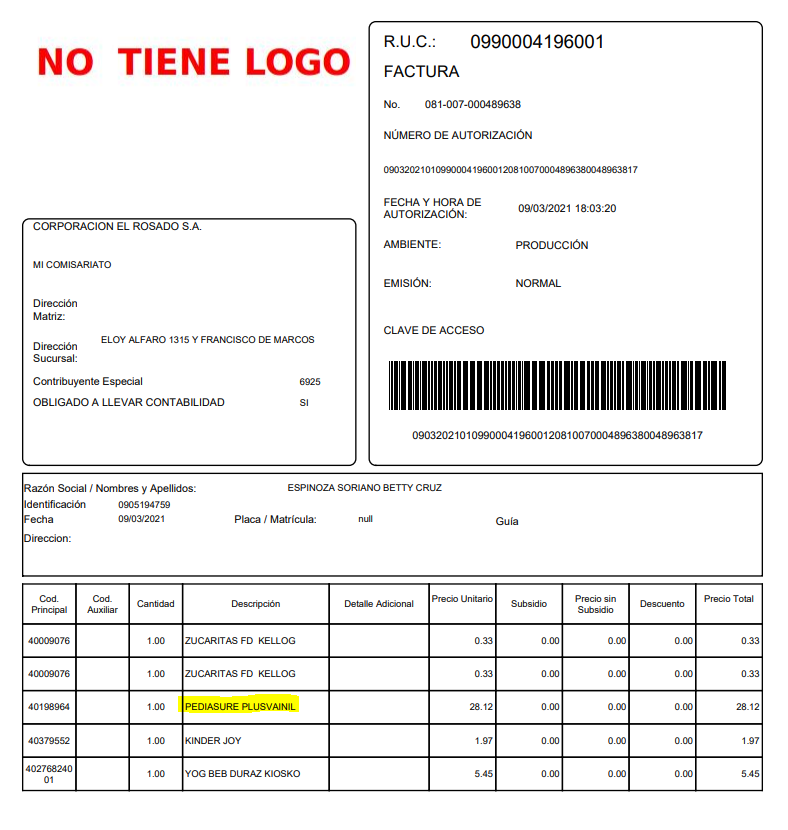 NO TIENE LOGO
R.U.C.: 0990004196001
FACTURA
No. 081-007-000489638
NÚMERO DE AUTORIZACIÓN
0903202101099000419600120810070004896380048963817
FECHA Y HORA DE
AUTORIZACIÓN: 09/03/2021 18:03:20
AMBIENTE: PRODUCCIÓN
EMISIÓN: NORMAL
CLAVE DE ACCESO
0903202101099000419600120810070004896380048963817
CORPORACION EL ROSADO S.A.
MI COMISARIATO
Dirección
Matriz:
Dirección
Sucursal: ELOY ALFARO 1315 Y FRANCISCO DE MARCOS
Contribuyente Especial 6925
OBLIGADO A LLEVAR CONTABILIDAD SI
Razón Social / Nombres y Apellidos: ESPINOZA SORIANO BETTY CRUZ
Identificación 0905194759
Fecha 09/03/2021 Placa / Matrícula: null Guía
Direccion:
Cod. Principal Cod. Auxiliar Cantidad Descripción Detalle Adicional Precio Unitario Subsidio Precio sin Subsidio Descuento Precio Total
40009076 1.00 ZUCARITAS FD KELLOG 0.33 0.00 0.00 0.00 0.33
40009076 1.00 ZUCARITAS FD KELLOG 0.33 0.00 0.00 0.00 0.33
40198964 1.00 PEDIASURE PLUSVAINIL 28.12 0.00 0.00 0.00 28.12
40379552 1.00 KINDER JOY 1.97 0.00 0.00 0.00 1.97
40276824001 1.00 YOG BEB DURAZ KIOSKO 5.45 0.00 0.00 0.00 5.45